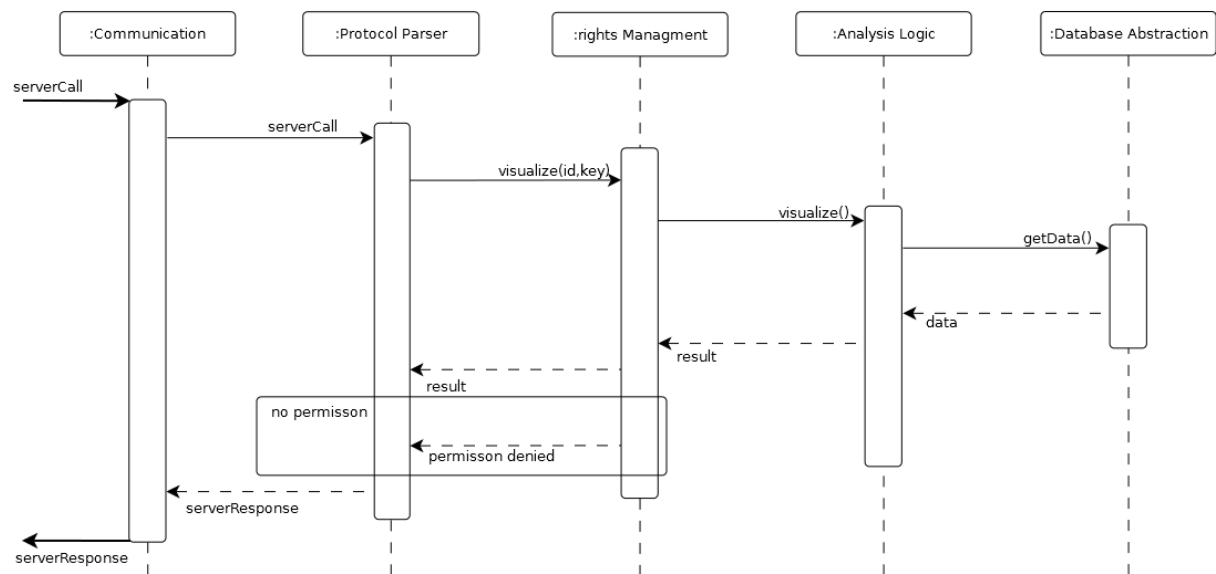 :Communication
:Protocol Parser
:rights Managment
:Analysis Logic
:Database Abstraction
serverCall
serverCall
visualize(id,key)
visualize()
getData()
data
result
result
no permisson
permisson denied
serverResponse
serverResponse